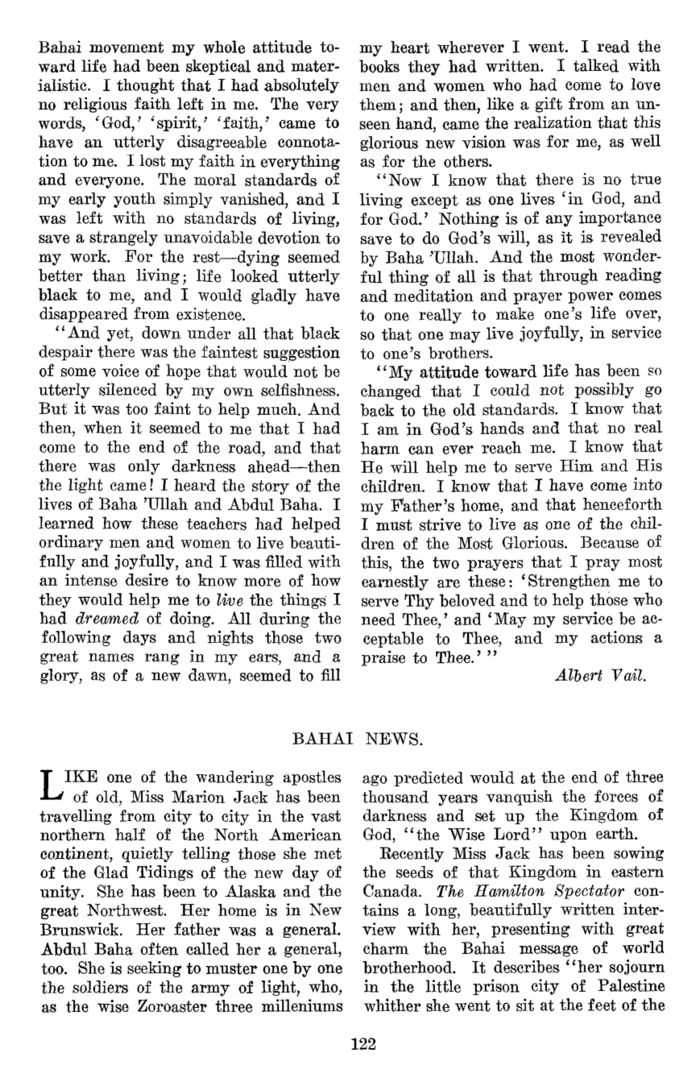 Bahai movement my whole attitude to-
ward life had been skeptical and mater-
ialistic. I thought that I had absolutely
no religious faith left in me. The very
words, ‘God,’ ‘spirit,’ ‘faith,’ came to
have an utterly disagreeable connota-
tion to me. I lost my faith in everything
and everyone. The moral standards of
my early youth simply vanished, and I
was left with no standards of living,
save a strangely unavoidable devotion to
my work. For the rest—dying seemed
better than living; life looked utterly
black to me, and I would gladly have
disappeared from existence.
“And yet, down under all that black
despair there was the faintest suggestion
of some voice of hope that would not be
utterly silenced by my own selfishness.
But it was too faint to help much. And
then, when it seemed to me that I had
come to the end of the road, and that
there was only darkness ahead—then
the light came! I heard the story of the
lives of Baha ’Ullah and Abdul Baha. I
learned how these teachers had helped
ordinary men and women to live beauti-
fully and joyfully, and I was filled with
an intense desire to know more of how
they would help me to live the things I
had dreamed of doing. All during the
following days and nights those two
great names rang in my ears, and a
glory, as of a new dawn, seemed to fill
my heart wherever I went. I read the
books they had written. I talked with
men and women who had come to love
them; and then, like a gift from an un-
seen hand, came the realization that this
glorious new vision was for me, as well
as for the others.
“Now I know that there is no true
living except as one lives ‘in God, and
for God.’ Nothing is of any importance
save to do God’s will, as it is revealed
by Baha ’Ullah. And the most wonder-
ful thing of all is that through reading
and meditation and prayer power comes
to one really to make one’s life over,
so that one may live joyfully, in service
to one’s brothers.
“My attitude toward life has been so
changed that I could not possibly go
back to the old standards. I know that
I am in God’s hands and that no real
harm can ever reach me. I know that
He will help me to serve Him and His
children. I know that I have come into
my Father’s home, and that henceforth
I must strive to live as one of the chil-
dren of the Most Glorious. Because of
this, the two prayers that I pray most
earnestly are these: ‘Strengthen me to
serve Thy beloved and to help those who
need Thee,’ and ‘May my service be ac-
ceptable to Thee, and my actions a
praise to Thee.’ ”
Albert Vail.
BAHAI NEWS.
LIKE one of the wandering apostles
of old, Miss Marion Jack has been
travelling from city to city in the vast
northern half of the North American
continent, quietly telling those she met
of the Glad Tidings of the new day of
unity. She has been to Alaska and the
great Northwest. Her home is in New
Brunswick. Her father was a general.
Abdul Baha often called her a general,
too. She is seeking to muster one by one
the soldiers of the army of light, who,
as the wise Zoroaster three milleniums
ago predicted would at the end of three
thousand years vanquish the forces of
darkness and set up the Kingdom of
God, “the Wise Lord” upon earth.
Recently Miss Jack has been sowing
the seeds of that Kingdom in eastern
Canada. The Hamilton Spectator con-
tains a long, beautifully written inter-
view with her, presenting with great
charm the Bahai message of world
brotherhood. It describes “her sojourn
in the little prison city of Palestine
whither she went to sit at the feet of the
122